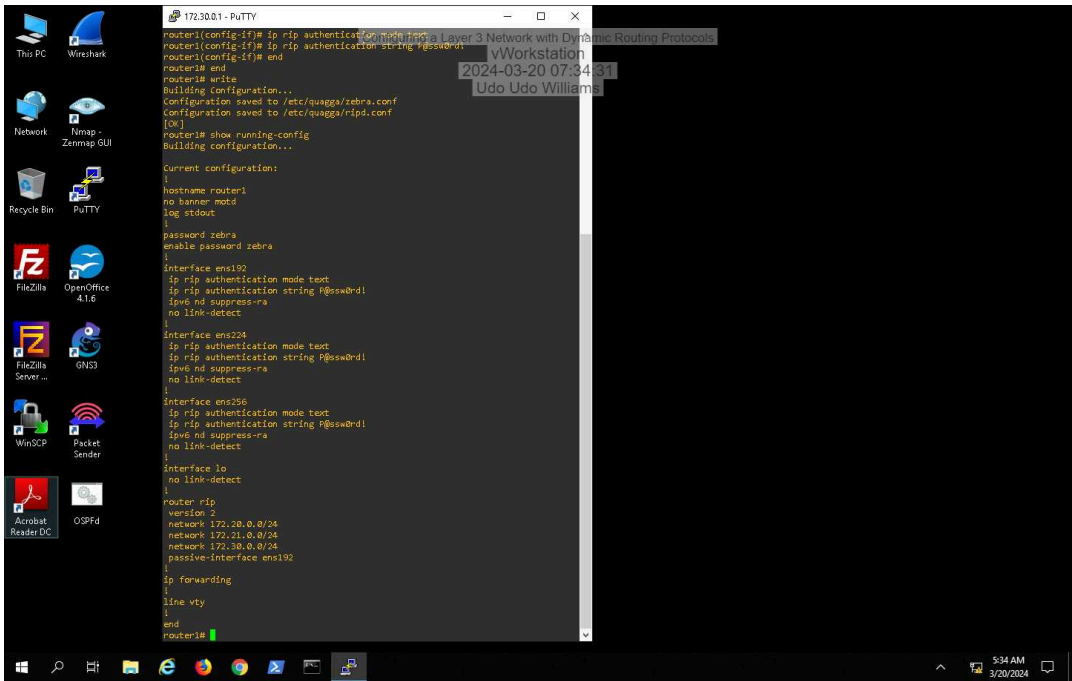 172.30.0.1 - PuTTY
router1(config-if)# ip rip authentication mode text
router1(config-if)# ip rip authentication string P@ssw0rd!
router1(config-if)# end
router1# end
router1# write
Building Configuration...
Configuration saved to /etc/quagga/zebra.conf
Configuration saved to /etc/quagga/ripd.conf
[OK]
router1# show running-config
Building configuration...
Current configuration:
!
hostname router1
no banner motd
log stdout
!
password zebra
enable password zebra
!
interface ens192
ip rip authentication mode text
ip rip authentication string P@ssw0rd!
ipv6 nd suppress-ra
no link-detect
!
interface ens224
ip rip authentication mode text
ip rip authentication string P@ssw0rd!
ipv6 nd suppress-ra
no link-detect
!
interface ens256
ip rip authentication mode text
ip rip authentication string P@ssw0rd!
ipv6 nd suppress-ra
no link-detect
!
interface lo
no link-detect
!
router rip
version 2
network 172.20.0.0/24
network 172.21.0.0/24
network 172.30.0.0/24
passive-interface ens192
!
ip forwarding
!
line vty
!
end
router1#
Configuring a Layer 3 Network with Dynamic Routing Protocols
vWorkstation
2024-03-20 07:34:31
Udo Udo Williams
This PC
Wireshark
Network
Nmap -
Zenmap GUI
Recycle Bin
PuTTY
FileZilla
OpenOffice
4.1.6
FileZilla
Server ...
GNS3
WinSCP
Packet
Sender
Acrobat
Reader DC
OSPFd
5:34 AM
3/20/2024